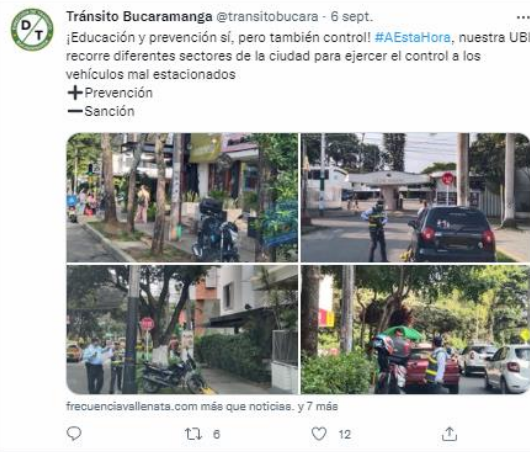 Tránsito Bucaramanga @transitobucara · 6 sept.
¡Educación y prevención sí, pero también control! #AEstaHora, nuestra UBI
recorre diferentes sectores de la ciudad para ejercer el control a los
vehículos mal estacionados
➕Prevención
➖Sanción
frecuenciavallenata.com más que noticias. y 7 más
6
12